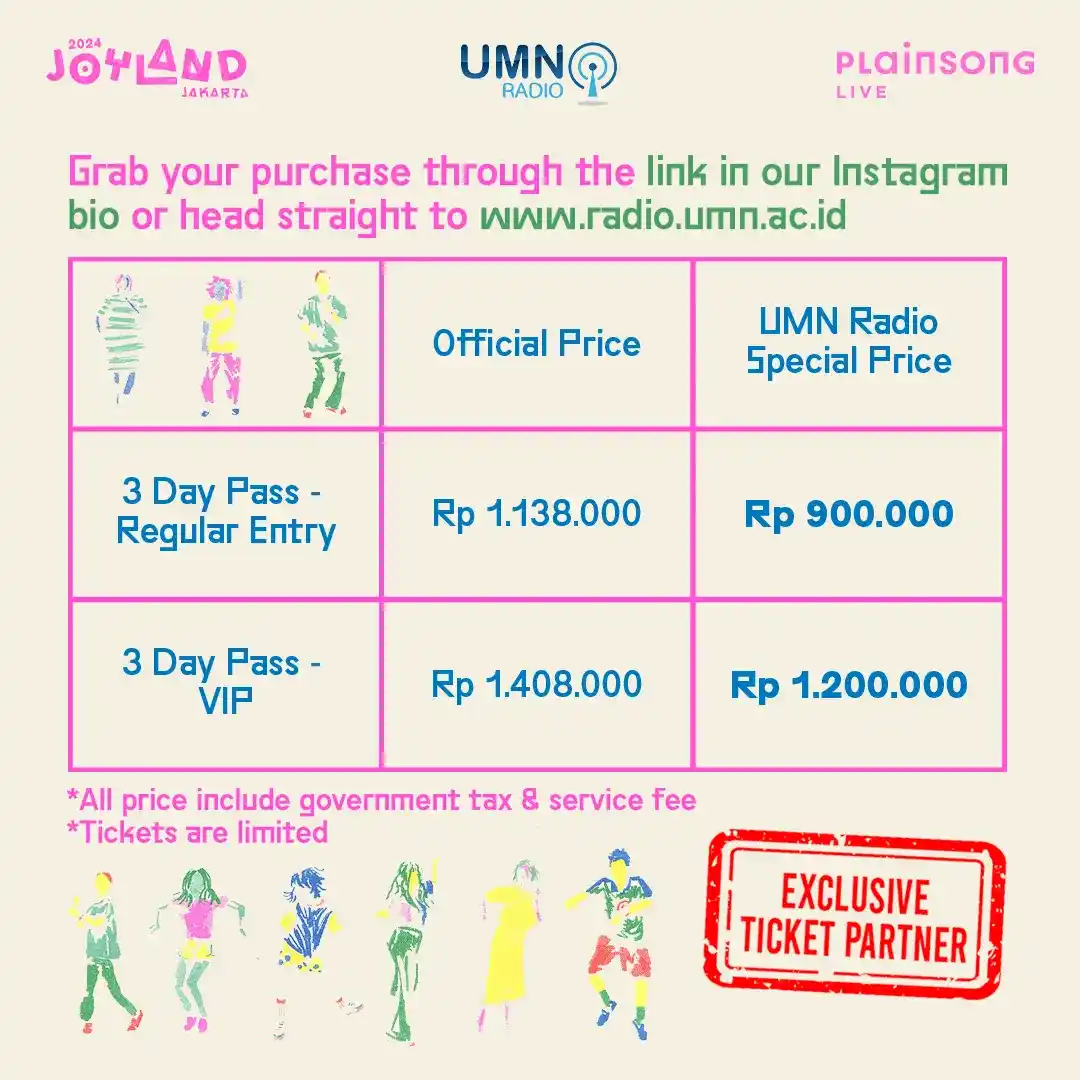 2024
JOYLAND
JAKARTA
UMN
RADIO
PLAINSONG
LIVE
Grab your purchase through the link in our Instagram
bio or head straight to www.radio.umn.ac.id
Official Price
UMN Radio
Special Price
3 Day Pass -
Regular Entry
Rp 1.138.000
Rp 900.000
3 Day Pass -
VIP
Rp 1.408.000
Rp 1.200.000
*All price include government tax & service fee
*Tickets are limited
EXCLUSIVE
TICKET PARTNER